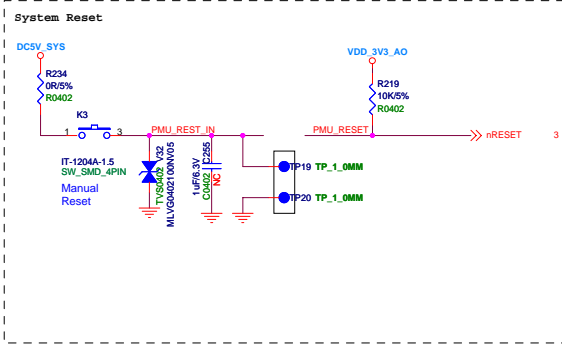 System Reset
DC5V_SYS
VDD_3V3_AO
R234
0R/5%
R0402
R219
10K/5%
R0402
K3
1
3
PMU_REST_IN
PMU_RESET
nRESET
3
IT-1204A-1.5
SW_SMD_4PIN
Manual
Reset
V32
TVS0402
MLVG0402100NV05
C255
1uF/6.3V
C0402
NC
TP19 TP_1_0MM
TP20 TP_1_0MM